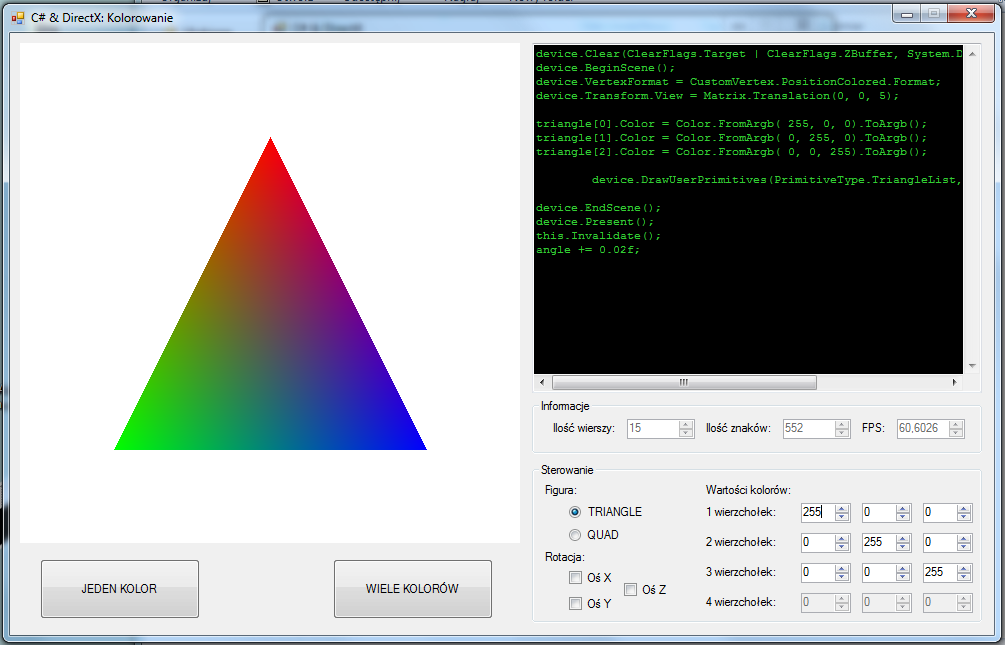 C# & DirectX: Kolorowanie
device.Clear(ClearFlags.Target | ClearFlags.ZBuffer, System.D
device.BeginScene();
device.VertexFormat = CustomVertex.PositionColored.Format;
device.Transform.View = Matrix.Translation(0, 0, 5);
triangle[0].Color = Color.FromArgb( 255, 0, 0).ToArgb();
triangle[1].Color = Color.FromArgb( 0, 255, 0).ToArgb();
triangle[2].Color = Color.FromArgb( 0, 0, 255).ToArgb();
device.DrawUserPrimitives(PrimitiveType.TriangleList,
device.EndScene();
device.Present();
this.Invalidate();
angle += 0.02f;
Informacje
Ilość wierszy: 15 Ilość znaków: 552 FPS: 60,6026
Sterowanie
Figura:
TRIANGLE
QUAD
Rotacja:
Oś X
Oś Z
Oś Y
Wartości kolorów:
1 wierzchołek: 255 0 0
2 wierzchołek: 0 255 0
3 wierzchołek: 0 0 255
4 wierzchołek: 0 0 0
JEDEN KOLOR
WIELE KOLORÓW